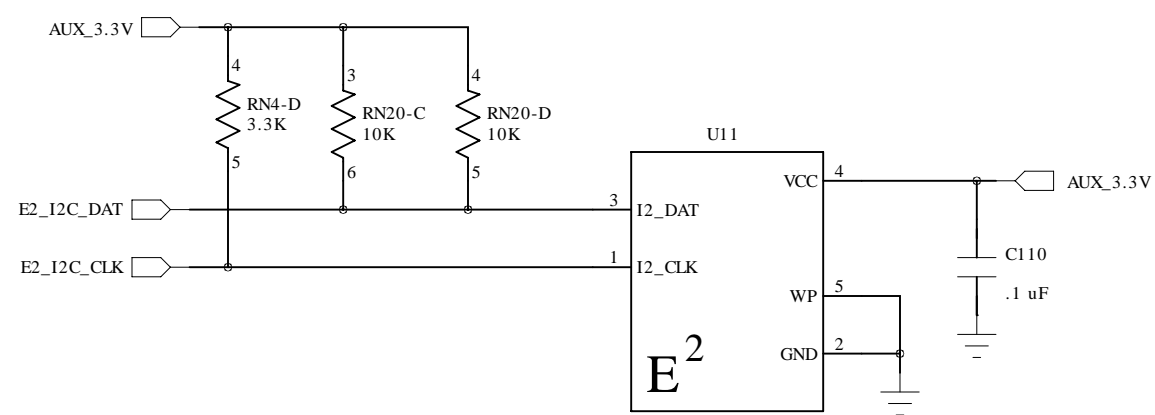 AUX_3.3V
4
RN4-D
3.3K
5
3
RN20-C
10K
6
4
RN20-D
10K
5
U11
E2_I2C_DAT
3
I2_DAT
E2_I2C_CLK
1
I2_CLK
VCC
4
AUX_3.3V
C110
.1 uF
WP
5
GND
2
E²